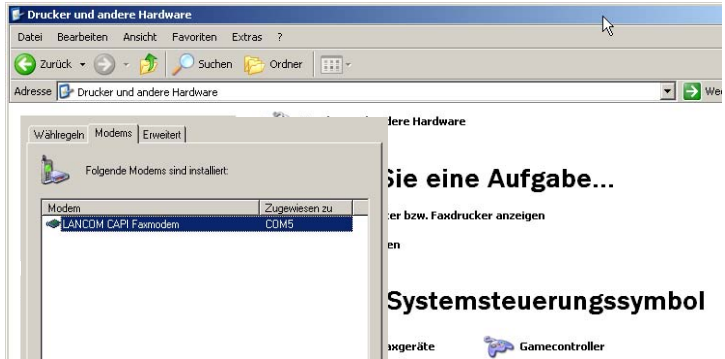 Drucker und andere Hardware
Datei Bearbeiten Ansicht Favoriten Extras ?
Zurück Suchen Ordner
Adresse Drucker und andere Hardware
dere Hardware
Wählregeln Modems Erweitert
Folgende Modems sind installiert:
Sie eine Aufgabe...
Modem Zugewiesen zu
LANCOM CAPI Faxmodem COM5
er bzw. Faxdrucker anzeigen
en
Systemsteuerungssymbol
axgeräte Gamecontroller